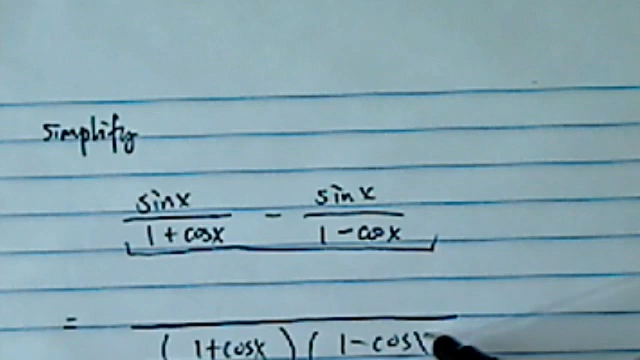 Simplify
sinx/1+cosx - sinx/1-cosx
= /(1+cosx)(1-cos